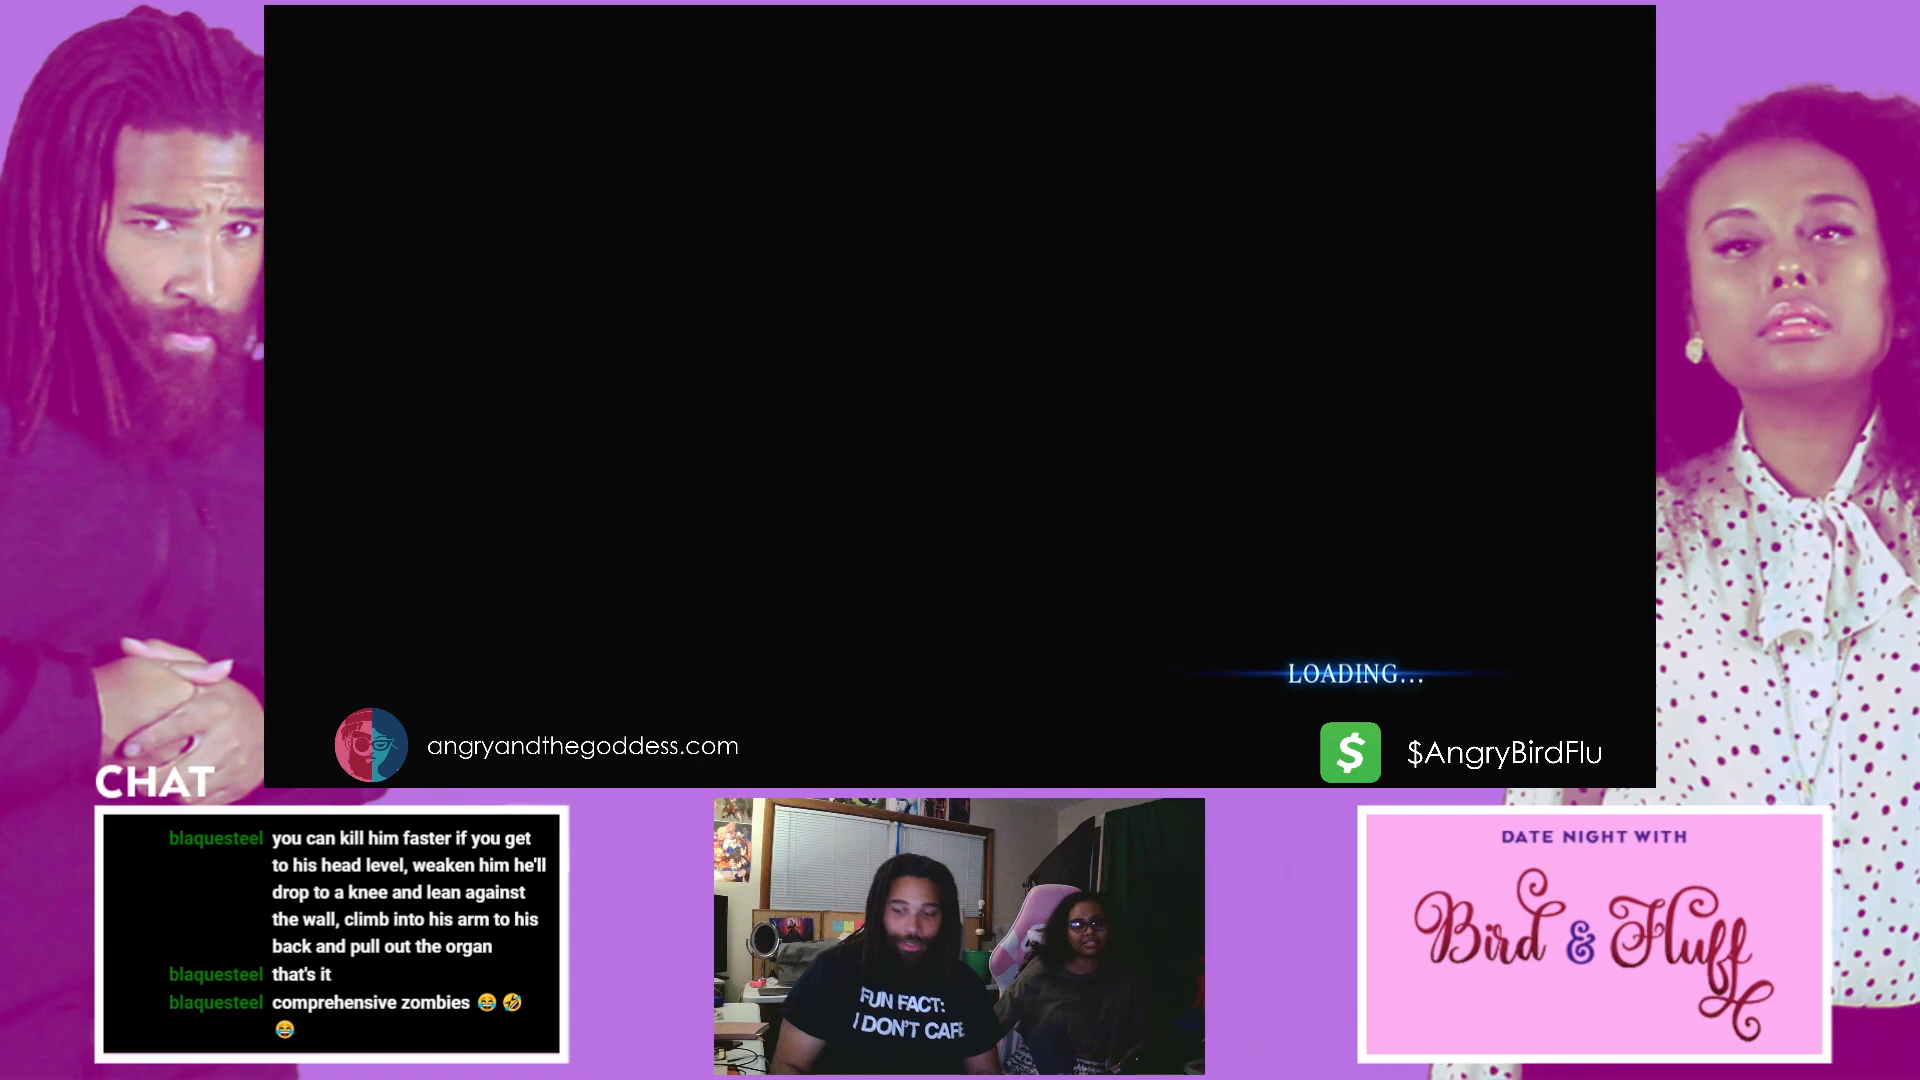 LOADING...
angryandthegoddess.com
$
$AngryBirdFlu
CHAT
blaquesteel you can kill him faster if you get
to his head level, weaken him he'll
drop to a knee and lean against
the wall, climb into his arm to his
back and pull out the organ
blaquesteel that's it
blaquesteel comprehensive zombies 😂 🤣
😂
FUN FACT:
I DON'T CARE
DATE NIGHT WITH
Bird & Fluff